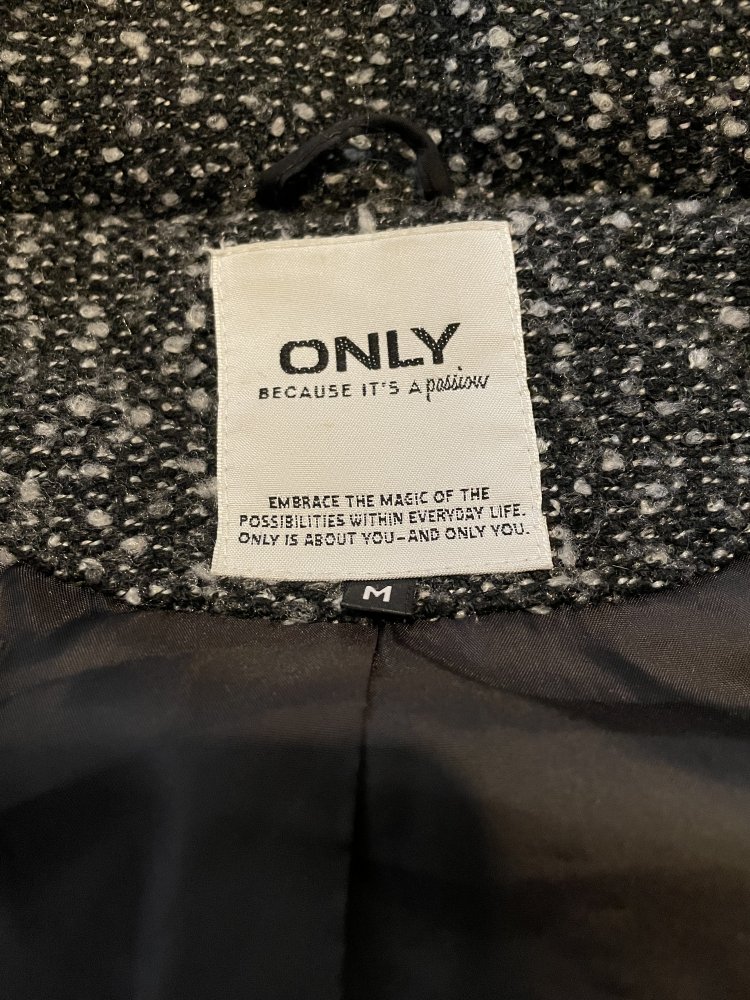 ONLY
BECAUSE IT'S A passion
EMBRACE THE MAGIC OF THE
POSSIBILITIES WITHIN EVERYDAY LIFE.
ONLY IS ABOUT YOU–AND ONLY YOU.
M